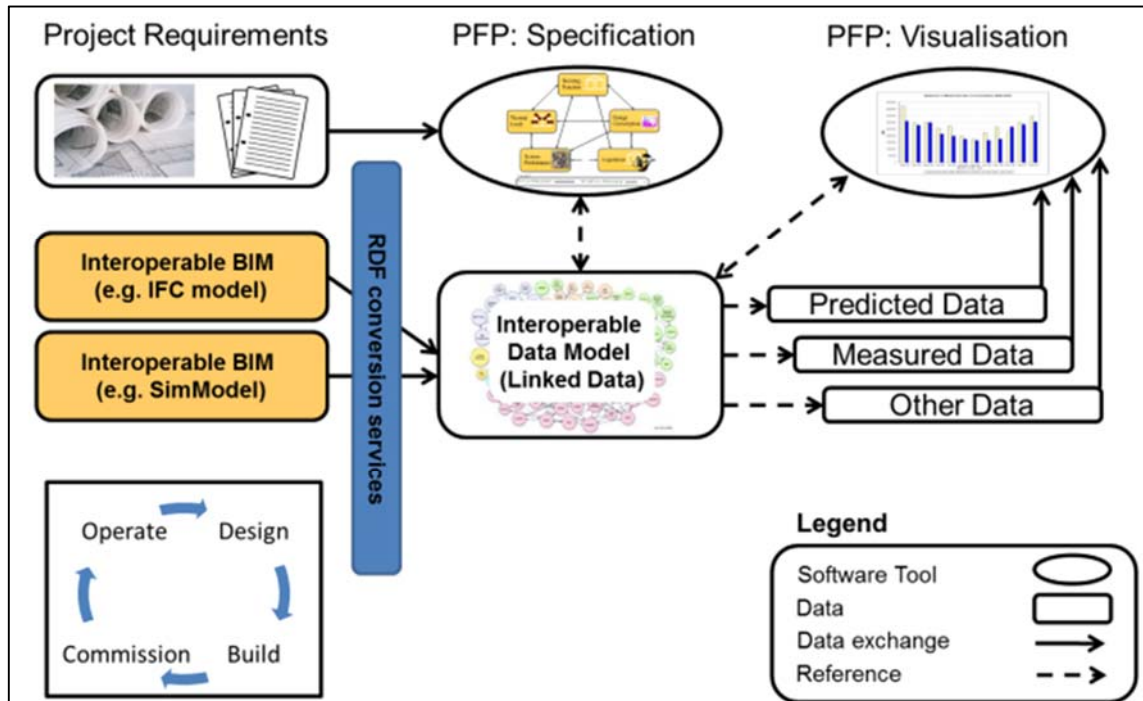 Project Requirements
PFP: Specification
PFP: Visualisation
RDF conversion services
Interoperable BIM
(e.g. IFC model)
Interoperable BIM
(e.g. SimModel)
Interoperable
Data Model
(Linked Data)
Predicted Data
Measured Data
Other Data
Operate
Design
Commission
Build
Legend
Software Tool
Data
Data exchange
Reference